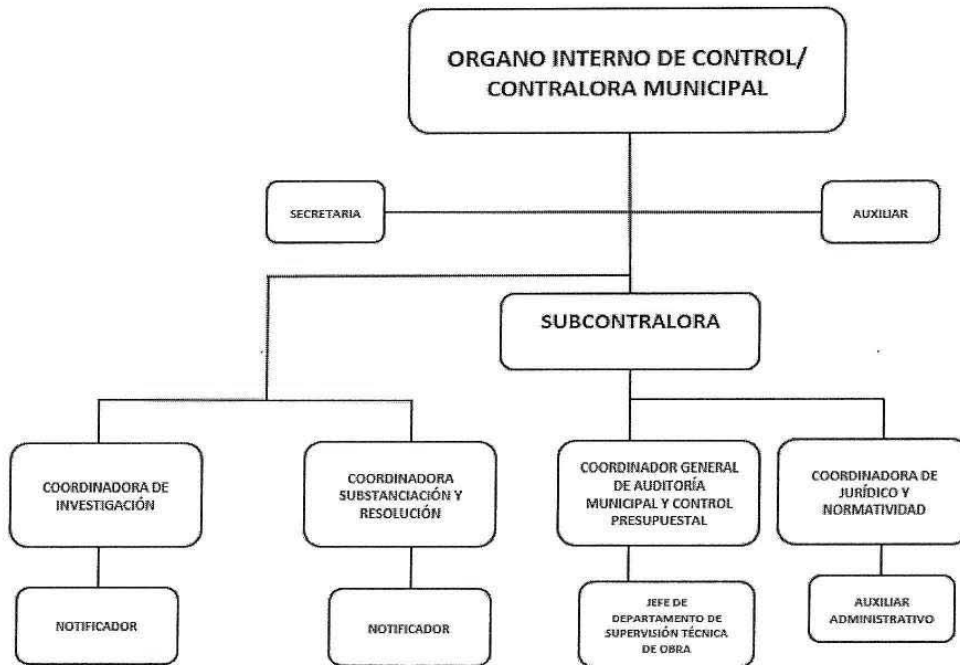 ORGANO INTERNO DE CONTROL/
CONTRALORA MUNICIPAL
SECRETARIA
AUXILIAR
SUBCONTRALORA
COORDINADORA DE
INVESTIGACIÓN
COORDINADORA
SUBSTANCIACIÓN Y
RESOLUCIÓN
COORDINADOR GENERAL
DE AUDITORÍA
MUNICIPAL Y CONTROL
PRESUPUESTAL
COORDINADORA DE
JURÍDICO Y
NORMATIVIDAD
NOTIFICADOR
NOTIFICADOR
JEFE DE
DEPARTAMENTO DE
SUPERVISIÓN TÉCNICA
DE OBRA
AUXILIAR
ADMINISTRATIVO